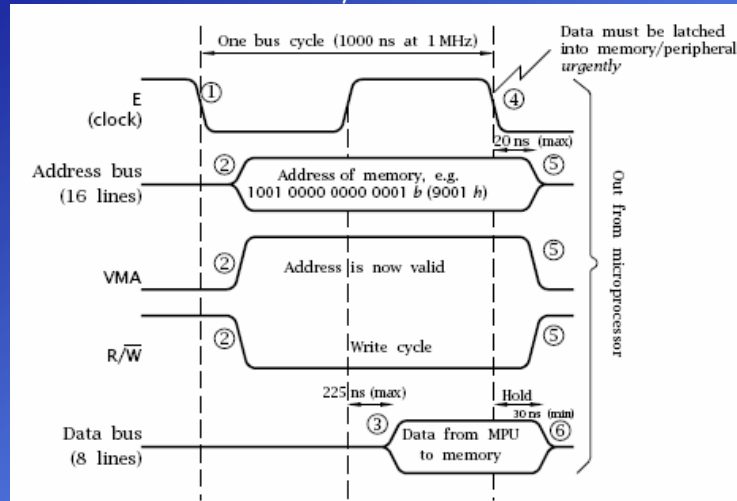 One bus cycle (1000 ns at 1 MHz)
Data must be latched
into memory/peripheral
urgently
E
(clock)
①
④
20 ns (max)
Address bus
(16 lines)
②
Address of memory, e.g.
1001 0000 0000 0001 b (9001 h)
⑤
VMA
②
Address is now valid
⑤
R/W̅
②
Write cycle
⑤
225 ns (max)
Hold
30 ns (min)
Data bus
(8 lines)
③
Data from MPU
to memory
⑥
Out from microprocessor